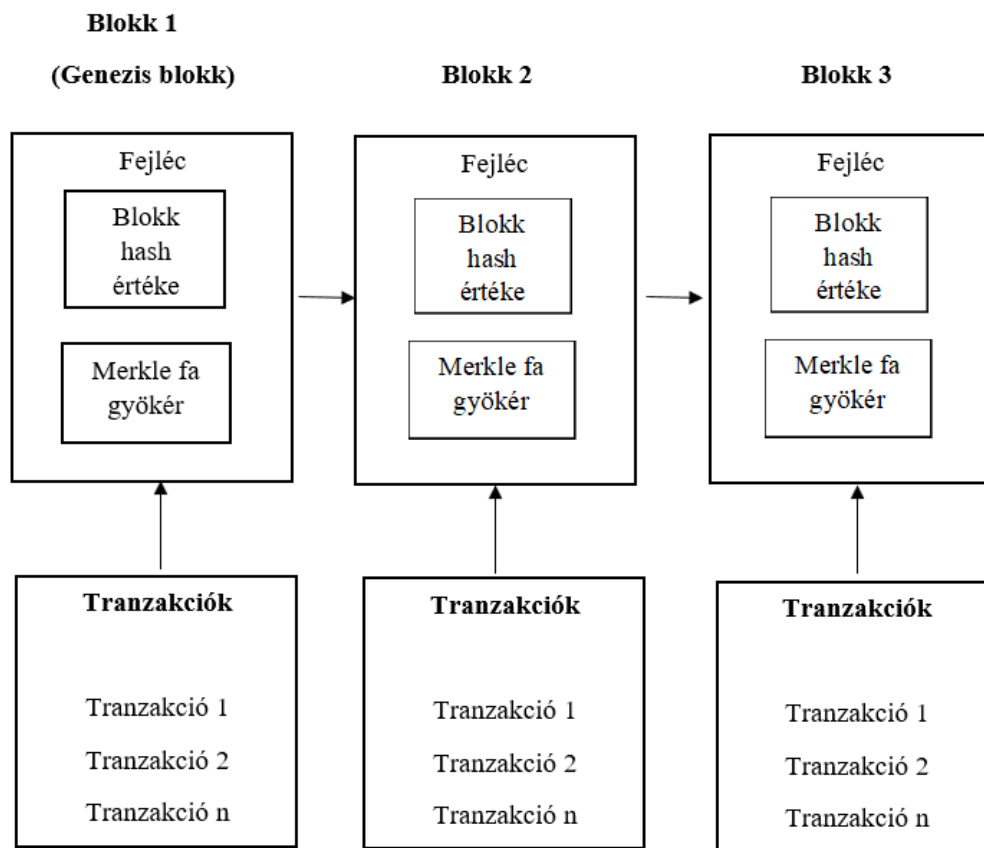 Blokk 1
(Genezis blokk)
Blokk 2
Blokk 3
Fejléc
Blokk
hash
értéke
Merkle fa
gyökér
Fejléc
Blokk
hash
értéke
Merkle fa
gyökér
Fejléc
Blokk
hash
értéke
Merkle fa
gyökér
Tranzakciók
Tranzakció 1
Tranzakció 2
Tranzakció n
Tranzakciók
Tranzakció 1
Tranzakció 2
Tranzakció n
Tranzakciók
Tranzakció 1
Tranzakció 2
Tranzakció n